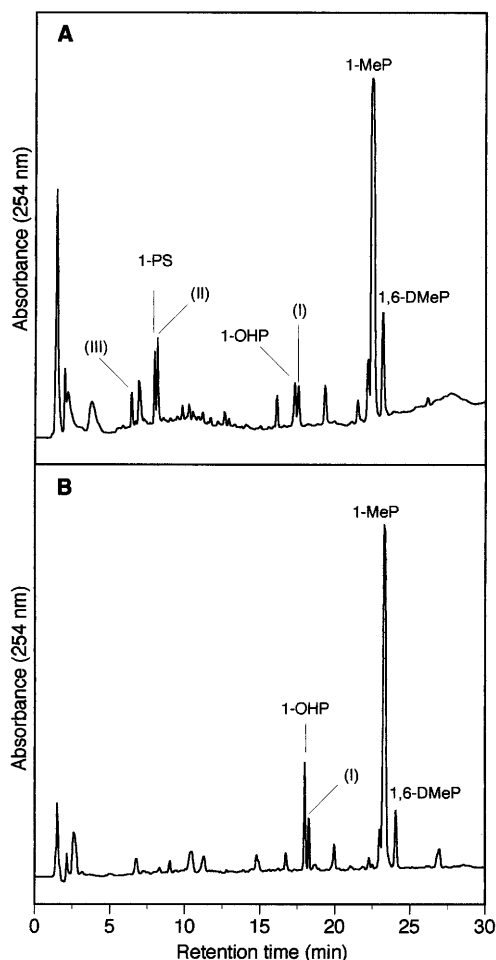 A
1-MeP
Absorbance (254 nm)
1-PS
(II)
1,6-DMeP
(I)
1-OHP
(III)
B
1-MeP
Absorbance (254 nm)
1-OHP
(I)
1,6-DMeP
0 5 10 15 20 25 30
Retention time (min)